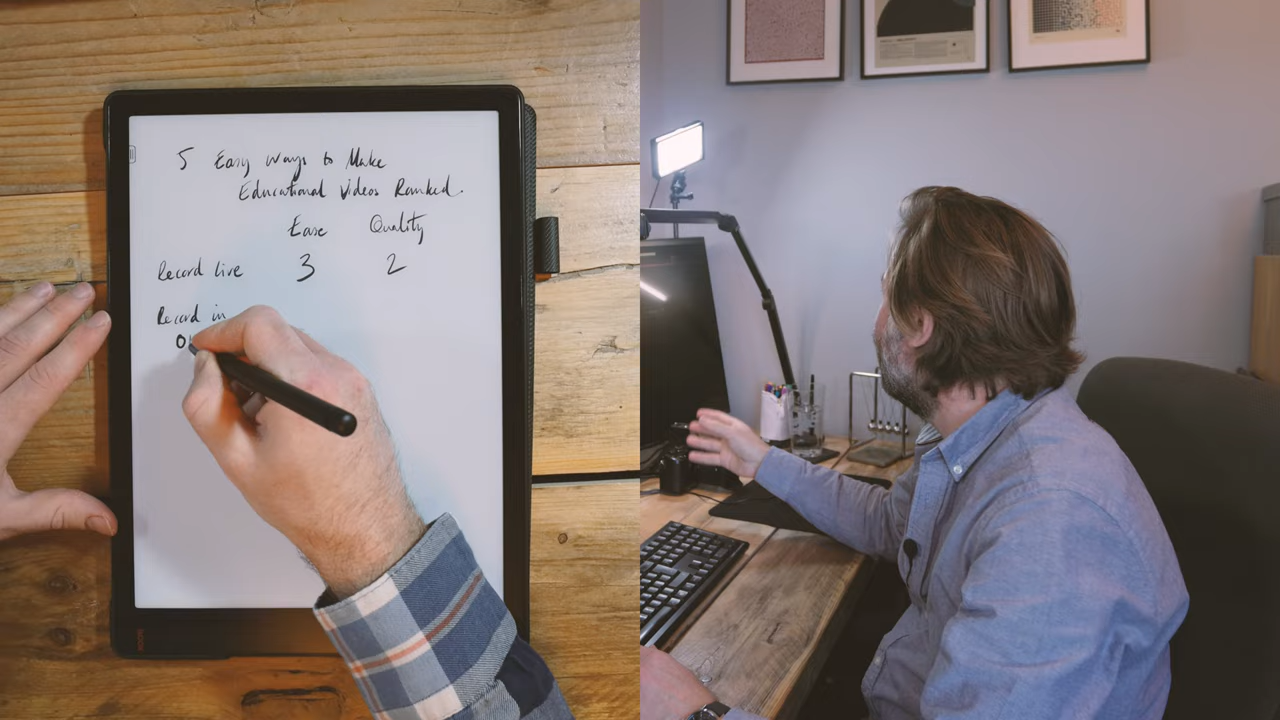 5 Easy Ways to Make
Educational Videos Ranked.
Ease Quality
Record live 3 2
Record in